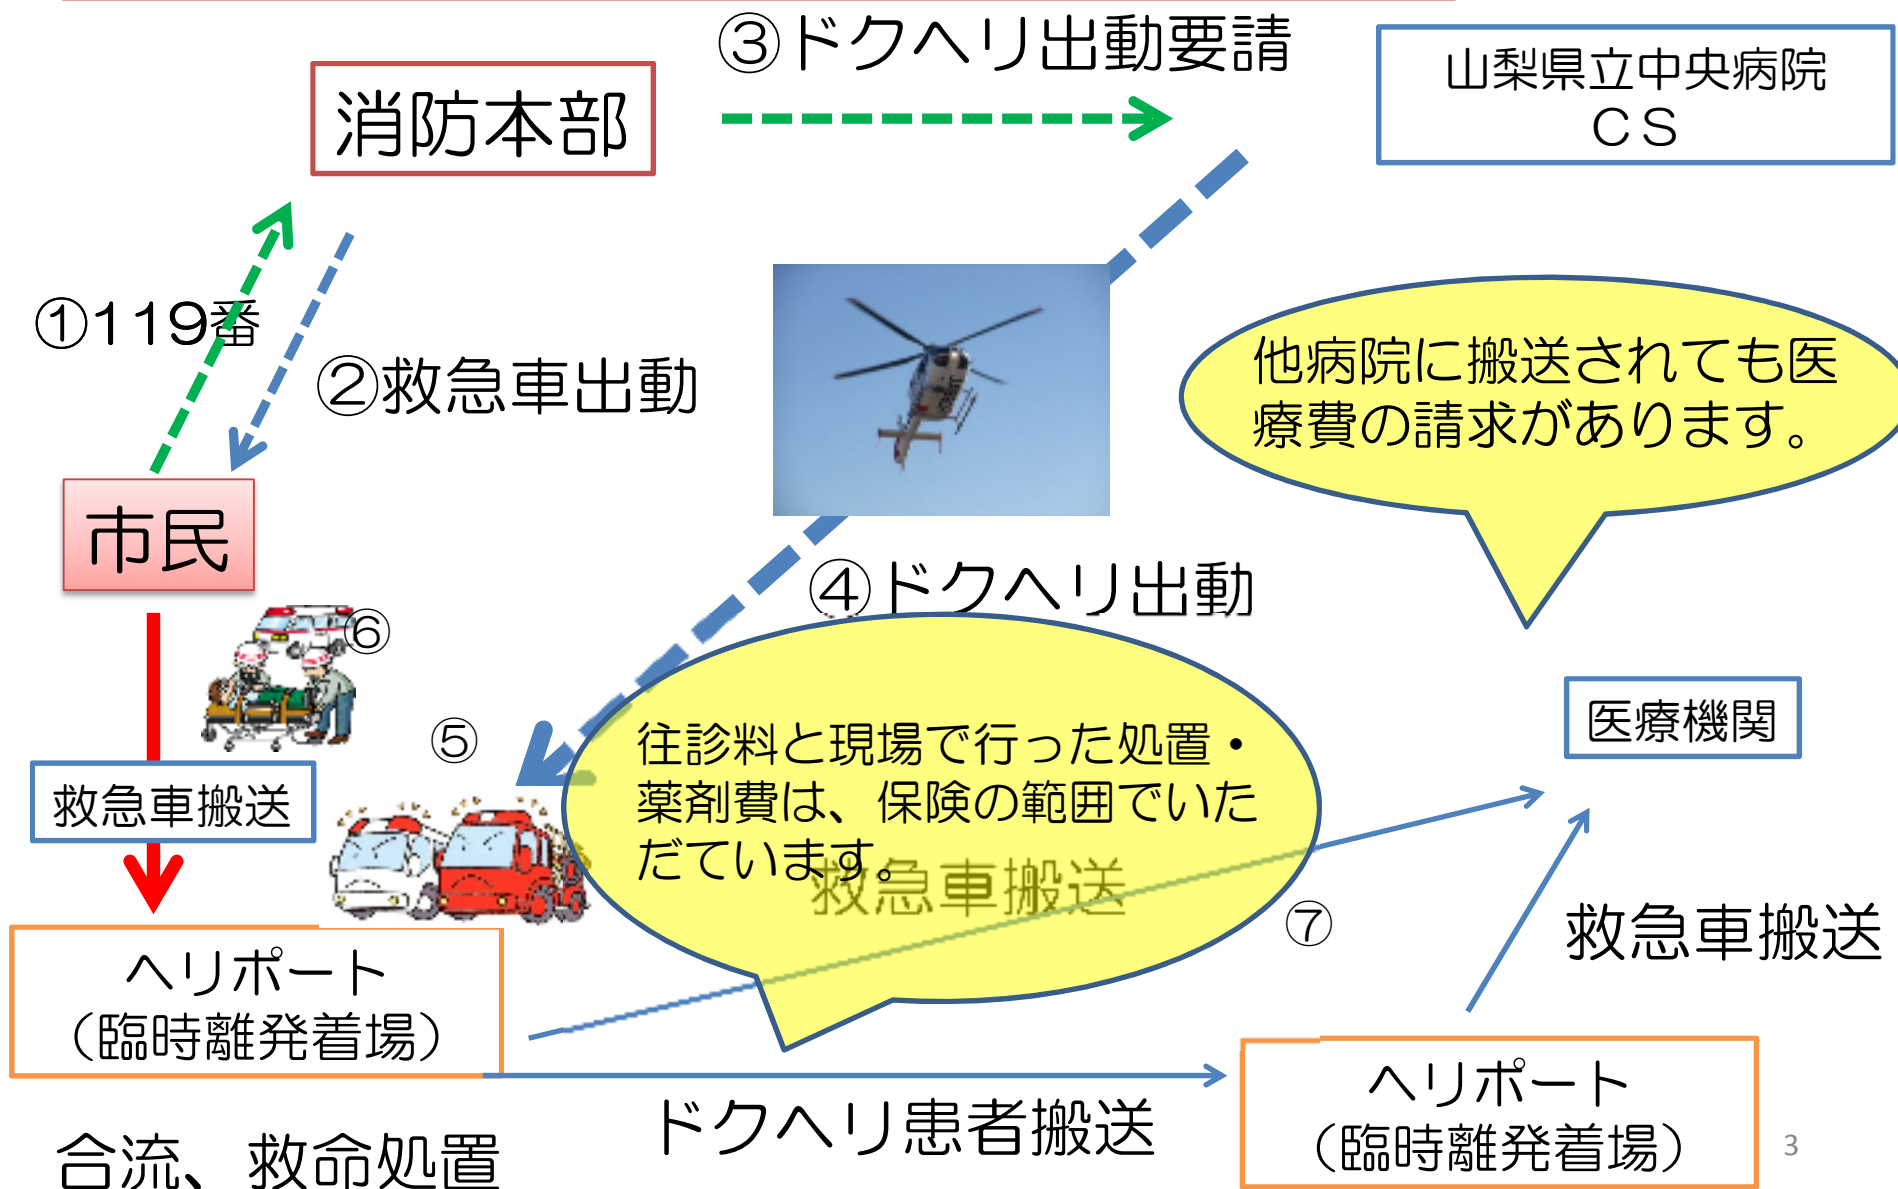 ③ドクヘリ出動要請
消防本部
山梨県立中央病院
ＣＳ
①119番
②救急車出動
他病院に搬送されても医
療費の請求があります。
市民
④ドクヘリ出動
⑥
⑤
往診料と現場で行った処置・
薬剤費は、保険の範囲でいた
だています。
医療機関
救急車搬送
救急車搬送
⑦
救急車搬送
ヘリポート
（臨時離発着場）
ヘリポート
（臨時離発着場）
ドクヘリ患者搬送
合流、救命処置
3